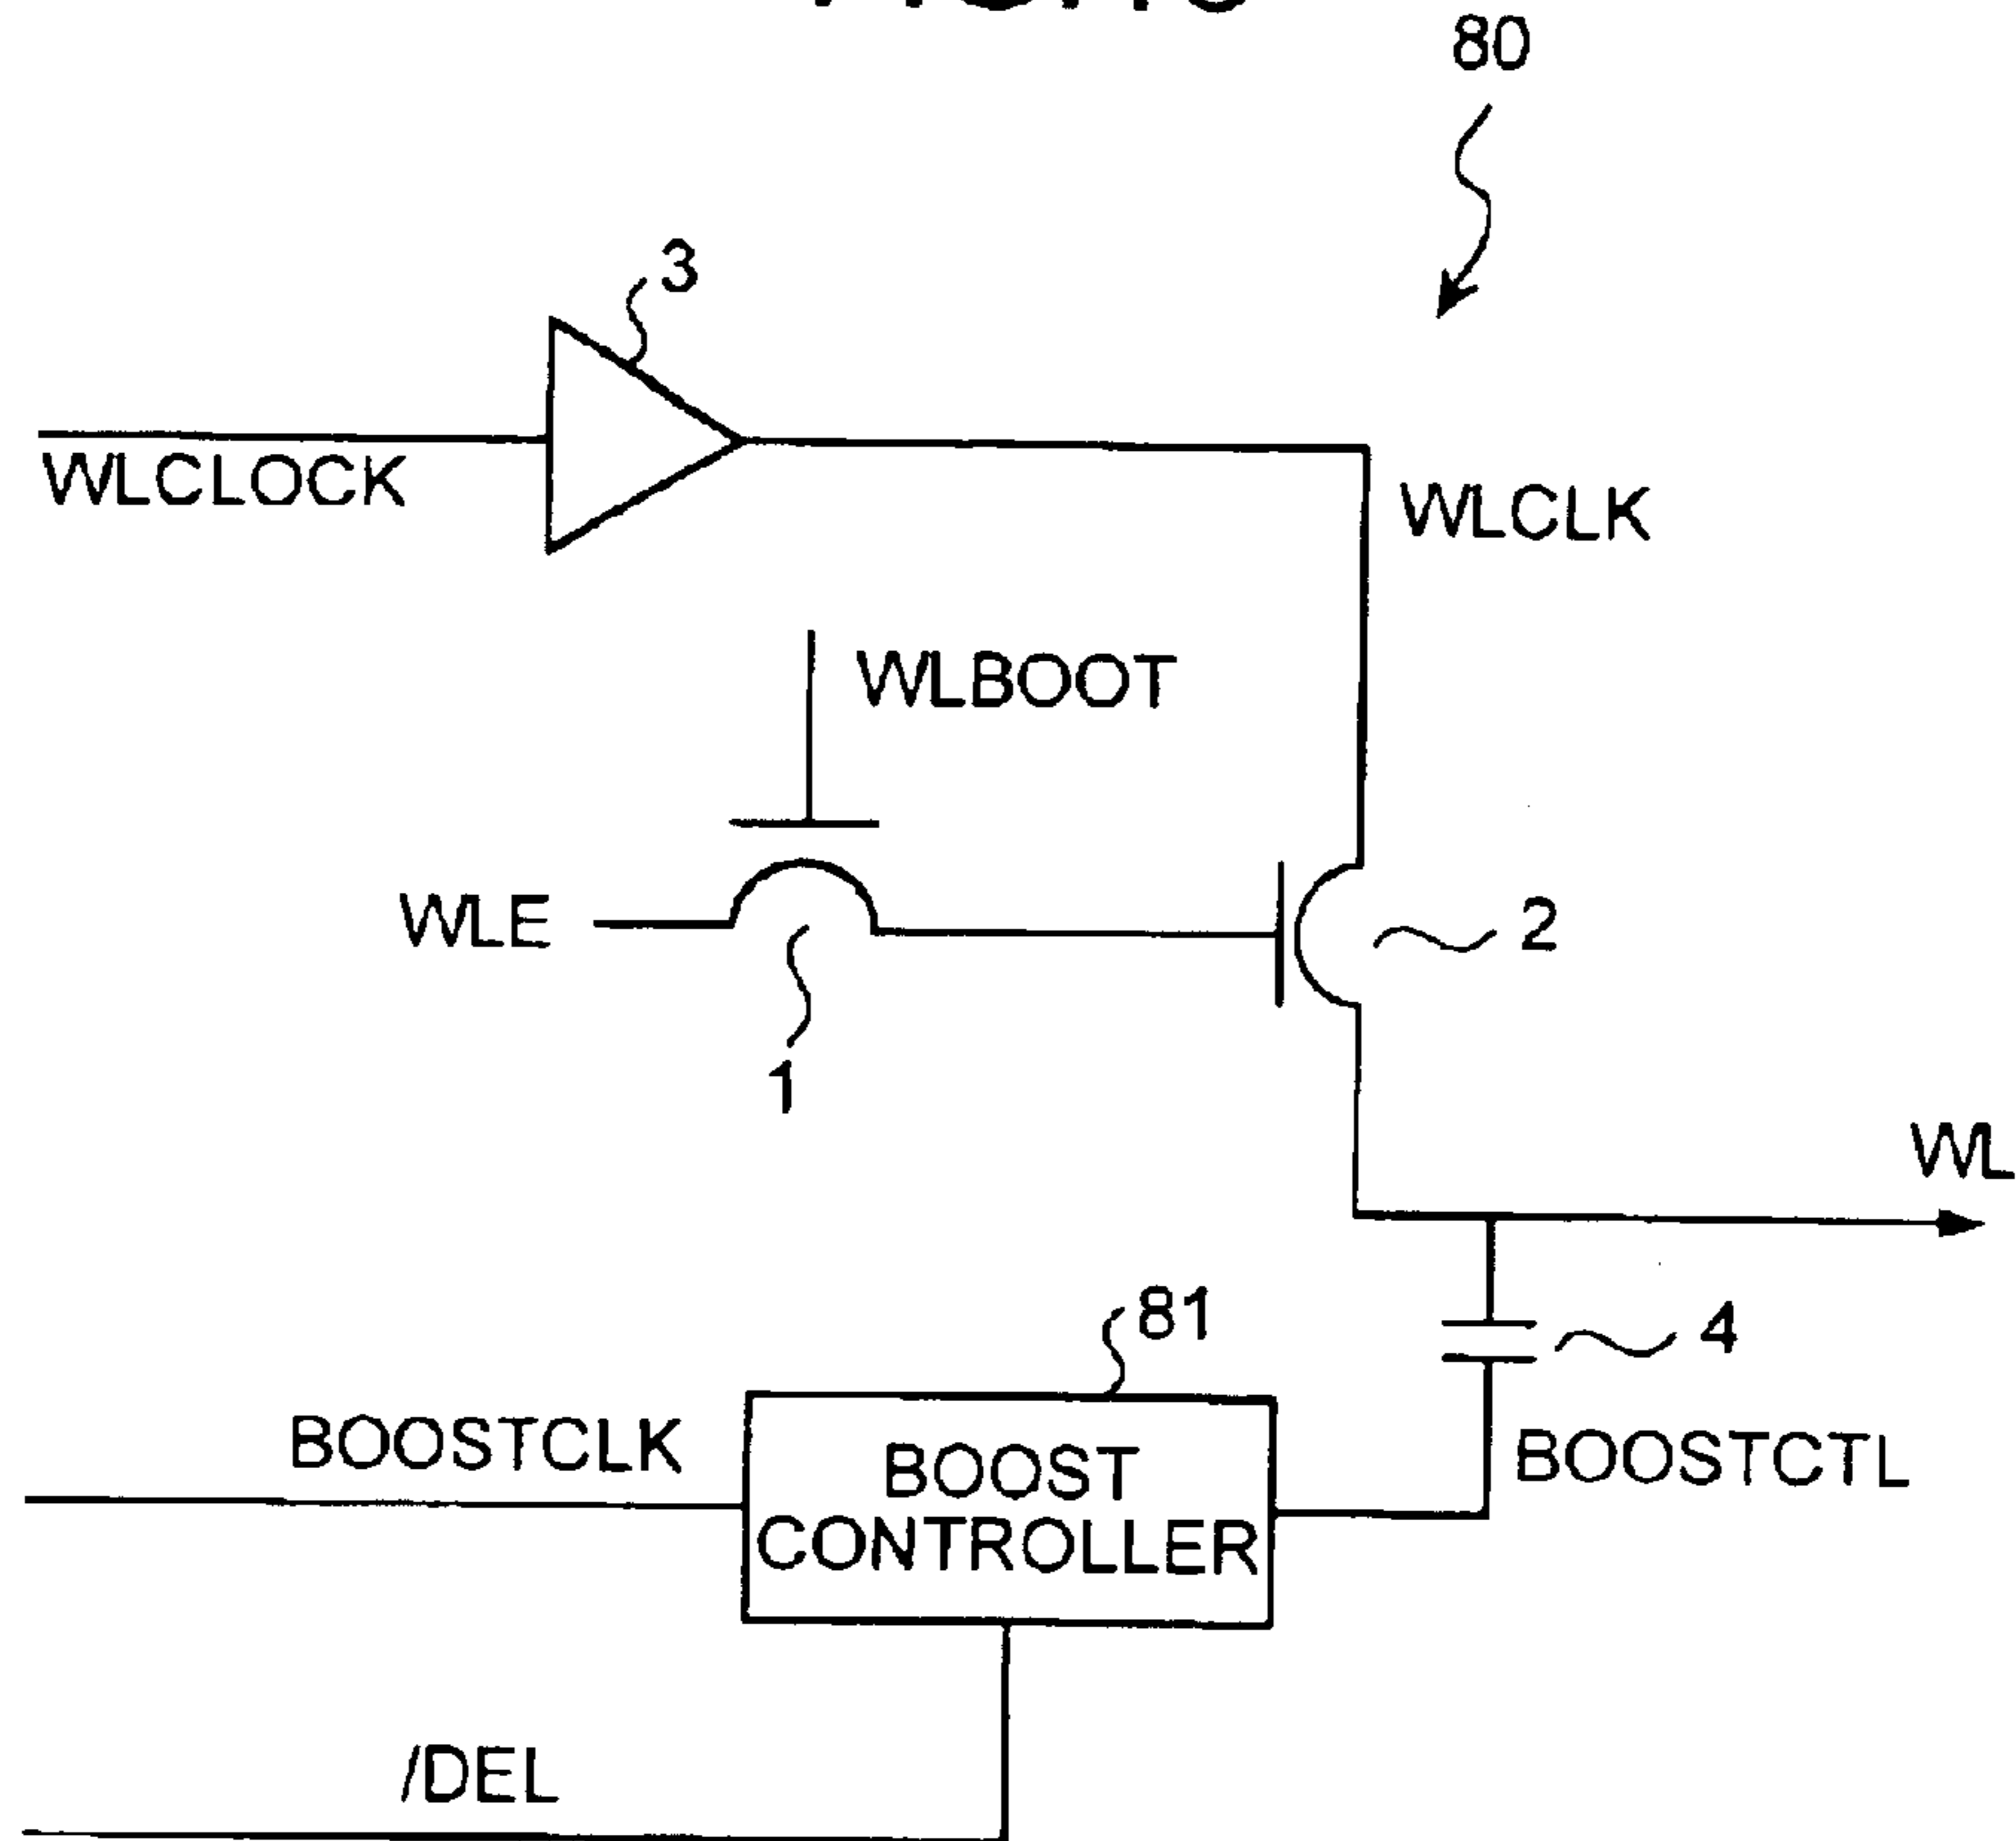 80
3
WLCLOCK
WLCLK
WLBOOT
WLE
2
1
WL
81
4
BOOSTCLK
BOOST
CONTROLLER
BOOSTCTL
/DEL